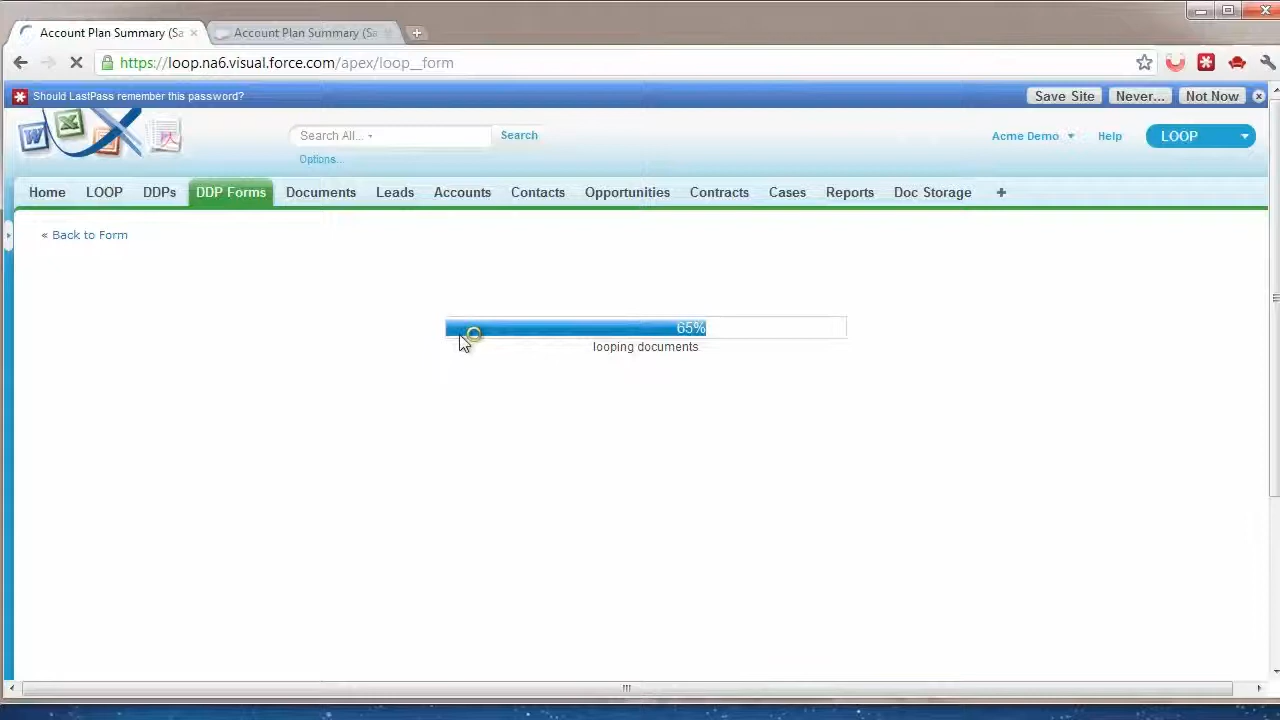 Account Plan Summary (Sa
Account Plan Summary (Sa
https://loop.na6.visual.force.com/apex/loop__form
Should LastPass remember this password?
Save Site
Never...
Not Now
Search All...
Search
Options...
Acme Demo
Help
LOOP
Home
LOOP
DDPs
DDP Forms
Documents
Leads
Accounts
Contacts
Opportunities
Contracts
Cases
Reports
Doc Storage
+
« Back to Form
65%
looping documents